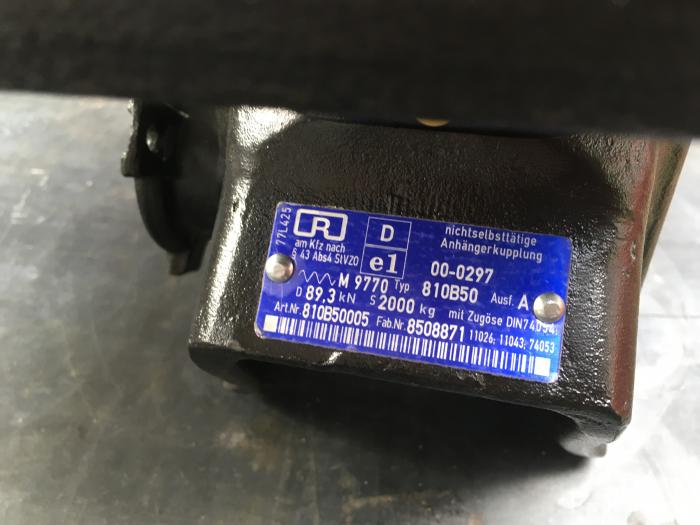 77L425
R
am Kfz nach
§ 43 Abs4 StVZO
D
e1
nichtselbsttätige
Anhängerkupplung
00-0297
M 9770 Typ 810B50 Ausf. A
D 89,3 kN S 2000 kg mit Zugöse DIN74054,
Art.Nr. 810B50005 Fab.Nr. 8508871 11026, 11043, 74053